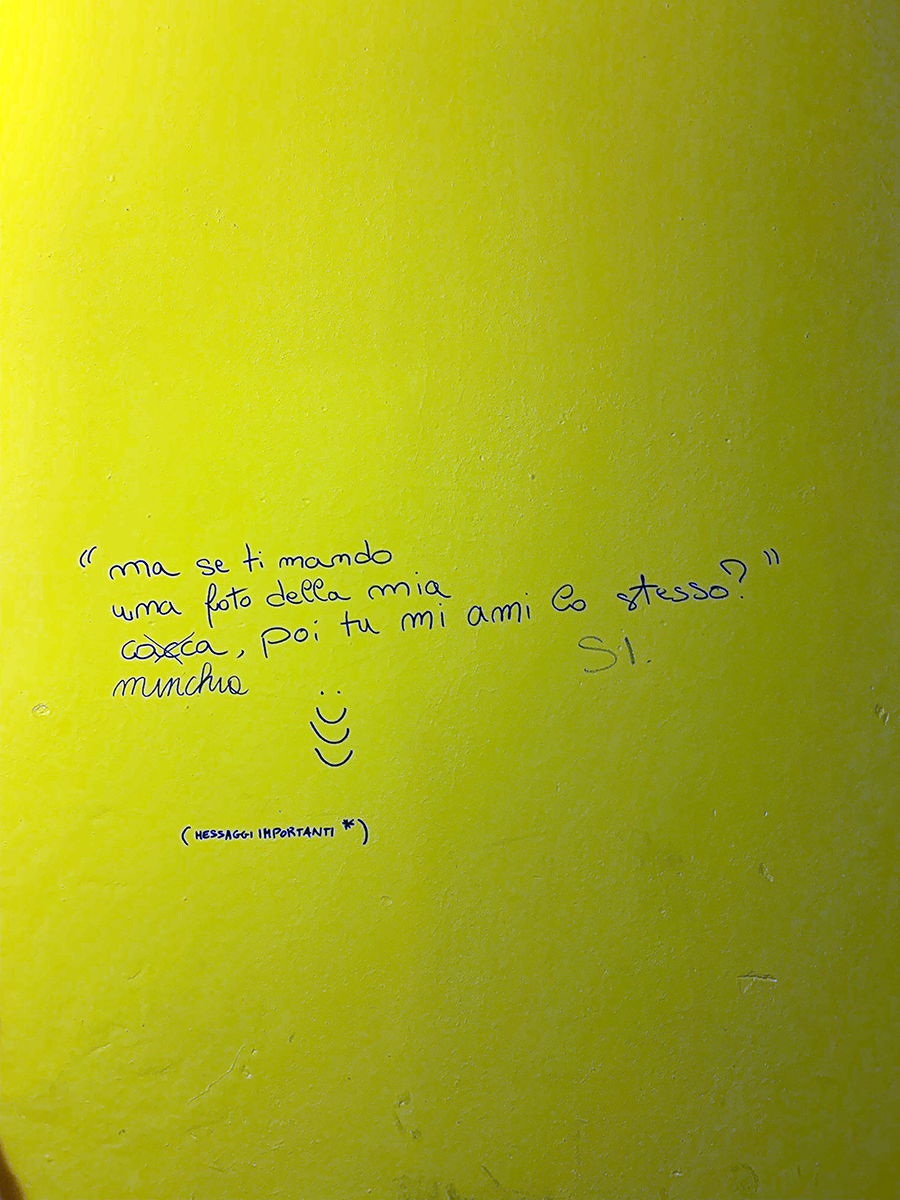 “ma se ti mando
una foto della mia
cacca, poi tu mi ami lo stesso?”
minchia
SI.
(MESSAGGI IMPORTANTI *)